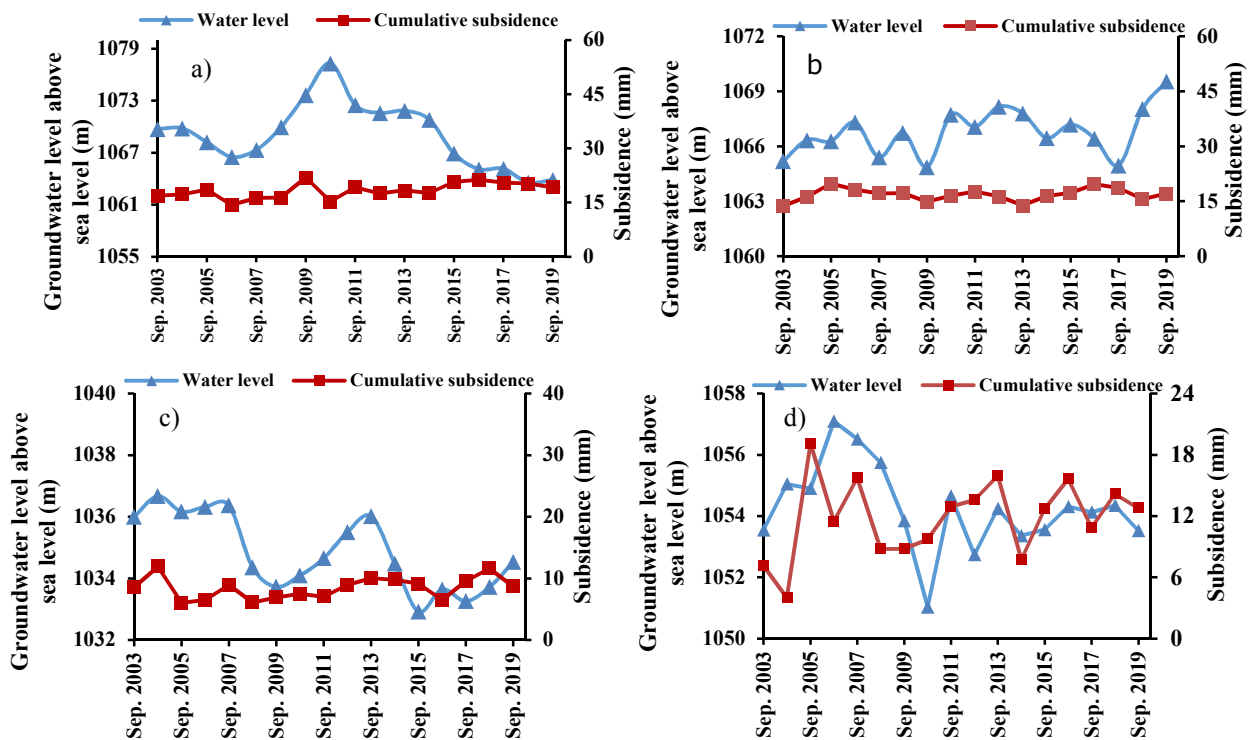 Water level Cumulative subsidence
a)
Groundwater level above
sea level (m)
1079
1073
1067
1061
1055
60
45
30
15
0
Subsidence (mm)
Sep. 2003
Sep. 2005
Sep. 2007
Sep. 2009
Sep. 2011
Sep. 2013
Sep. 2015
Sep. 2017
Sep. 2019
Water level Cumulative subsidence
b
Groundwater level above
sea level (m)
1072
1069
1066
1063
1060
60
45
30
15
0
Subsidence (mm)
Sep. 2003
Sep. 2005
Sep. 2007
Sep. 2009
Sep. 2011
Sep. 2013
Sep. 2015
Sep. 2017
Sep. 2019
Water level Cumulative subsidence
c)
Groundwater level above
sea level (m)
1040
1038
1036
1034
1032
40
30
20
10
0
Subsidence (mm)
Sep. 2003
Sep. 2005
Sep. 2007
Sep. 2009
Sep. 2011
Sep. 2013
Sep. 2015
Sep. 2017
Sep. 2019
Water level Cumulative subsidence
d)
Groundwater level above
sea level (m)
1058
1056
1054
1052
1050
24
18
12
6
0
Subsidence (mm)
Sep. 2003
Sep. 2005
Sep. 2007
Sep. 2009
Sep. 2011
Sep. 2013
Sep. 2015
Sep. 2017
Sep. 2019